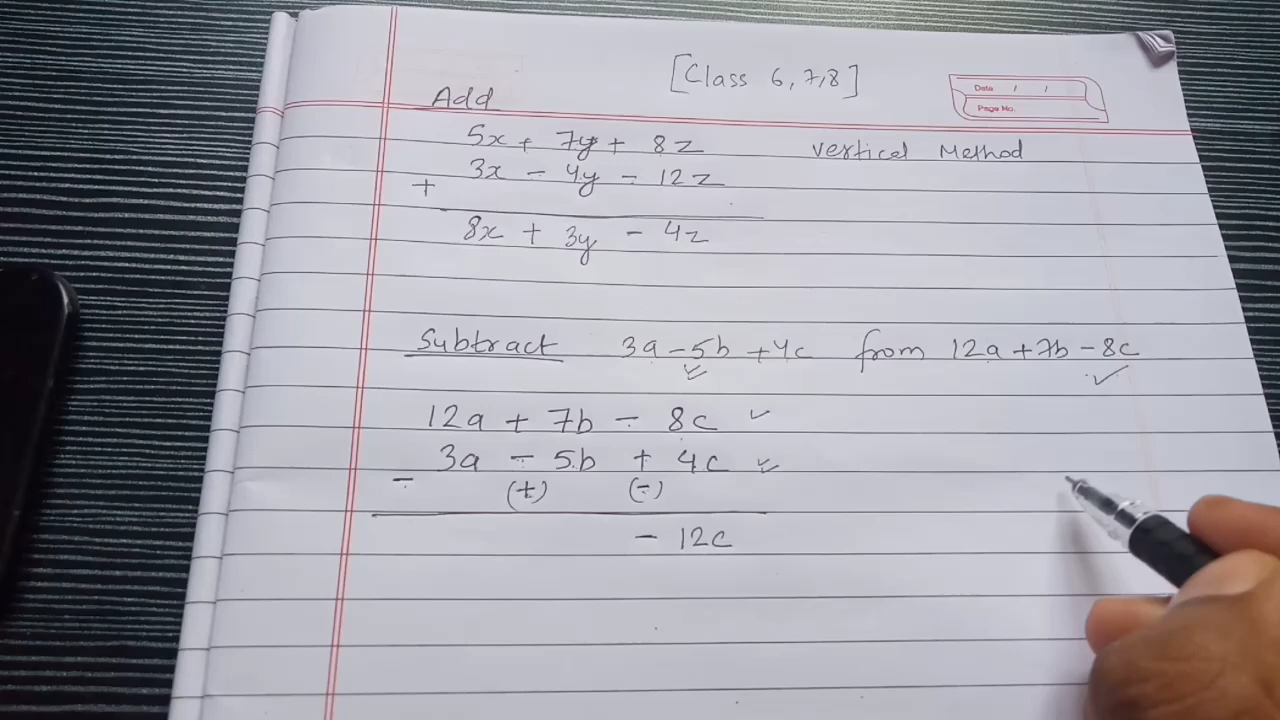 [Class 6,7,8]
Add
Date / /
Page No.
5x + 7y + 8z vertical Method
3x - 4y - 12z
+
8x + 3y - 4z
Subtract 3a - 5b + 4c from 12a + 7b - 8c
12a + 7b - 8c
3a - 5b + 4c
- (+) (-)
- 12c